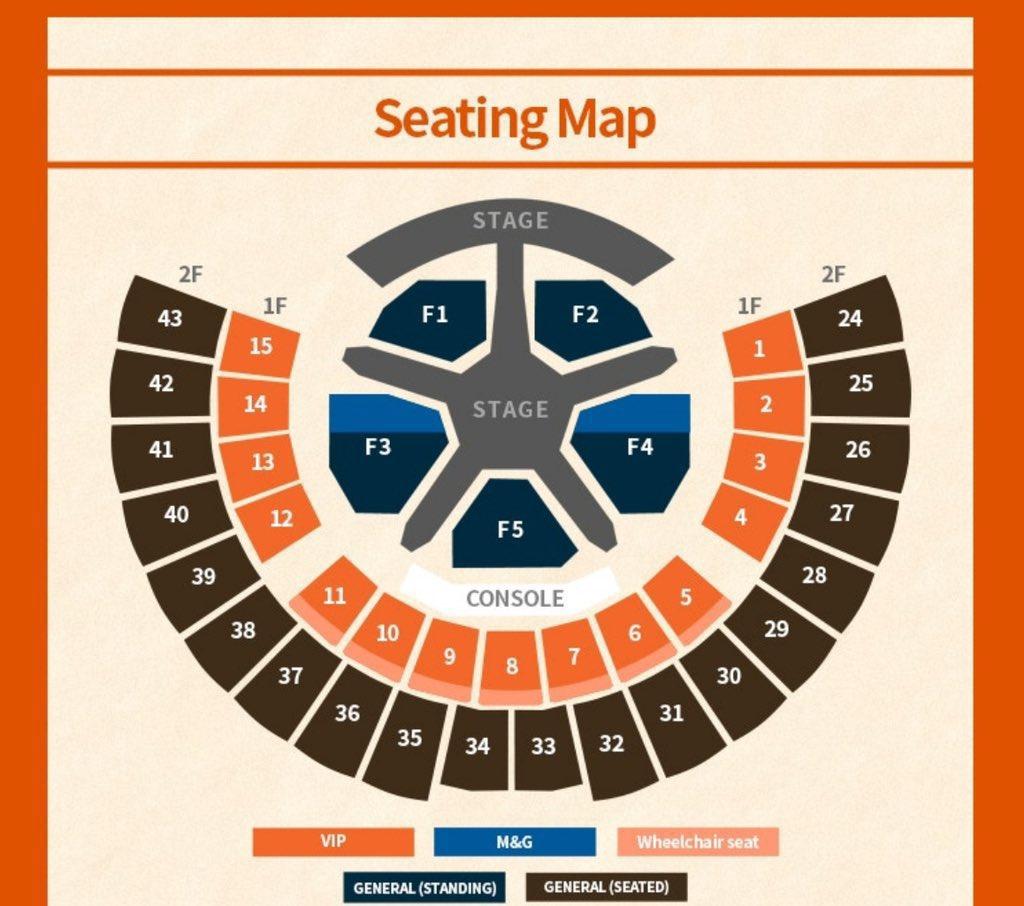 Seating Map
STAGE
2F 2F
1F 1F
F1 F2
43 24
15 1
42 25
14 STAGE 2
41 F3 F4 26
13 3
40 12 F5 4 27
39 28
11 CONSOLE 5
38 10 6 29
9 8 7
37 30
36 31
35 34 33 32
VIP M&G Wheelchair seat
GENERAL (STANDING) GENERAL (SEATED)